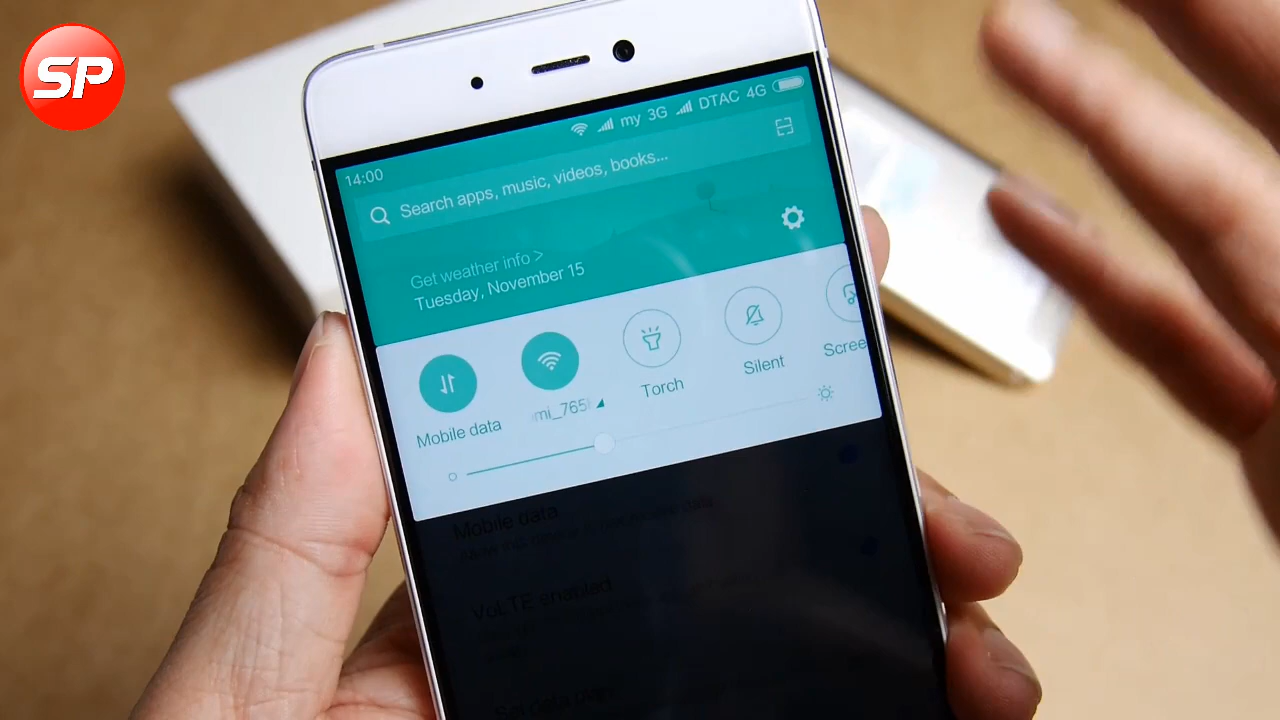 SP
my 3G DTAC 4G
14:00
Search apps, music, videos, books...
Get weather info >
Tuesday, November 15
Mobile data
mi_765
Torch
Silent
Scree
Mobile data
VoLTE enabled